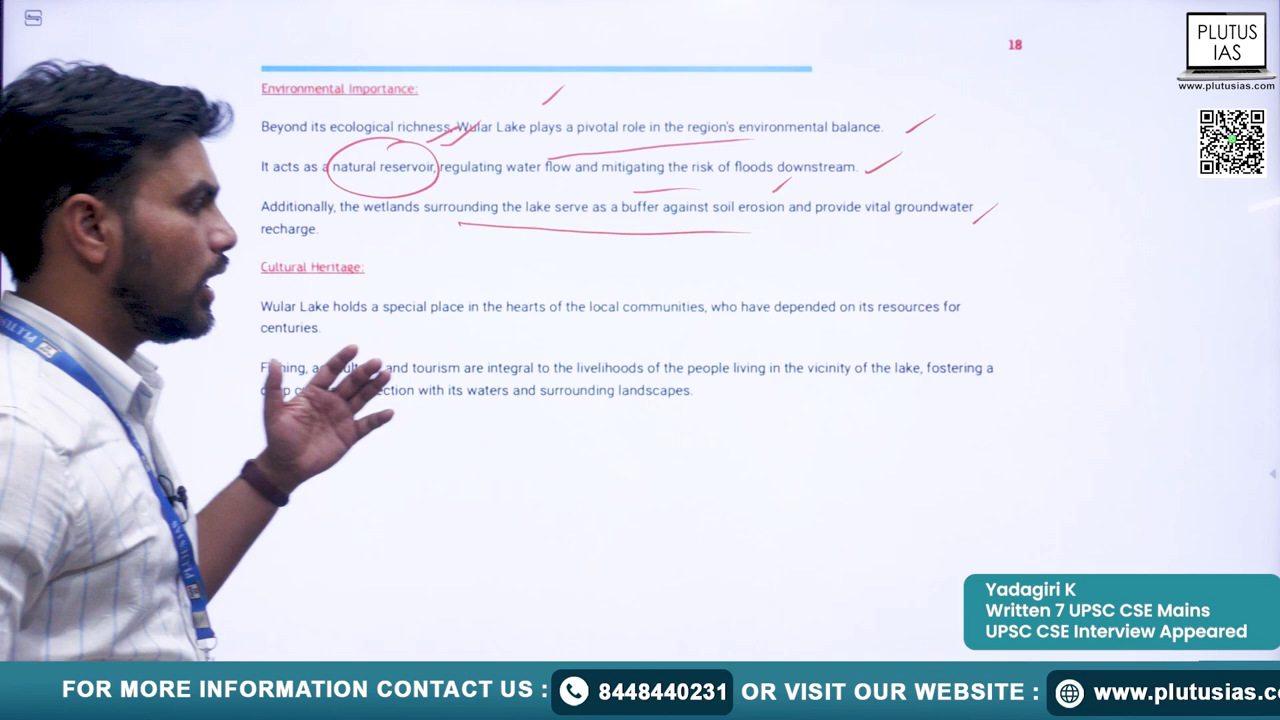 18
PLUTUS
IAS
www.plutusias.com
Environmental Importance:
Beyond its ecological richness, Wular Lake plays a pivotal role in the region's environmental balance.
It acts as a natural reservoir, regulating water flow and mitigating the risk of floods downstream.
Additionally, the wetlands surrounding the lake serve as a buffer against soil erosion and provide vital groundwater
recharge.
Cultural Heritage:
Wular Lake holds a special place in the hearts of the local communities, who have depended on its resources for
centuries.
and tourism are integral to the livelihoods of the people living in the vicinity of the lake, fostering a
with its waters and surrounding landscapes.
Yadagiri K
Written 7 UPSC CSE Mains
UPSC CSE Interview Appeared
FOR MORE INFORMATION CONTACT US : 8448440231 OR VISIT OUR WEBSITE : www.plutusias.c